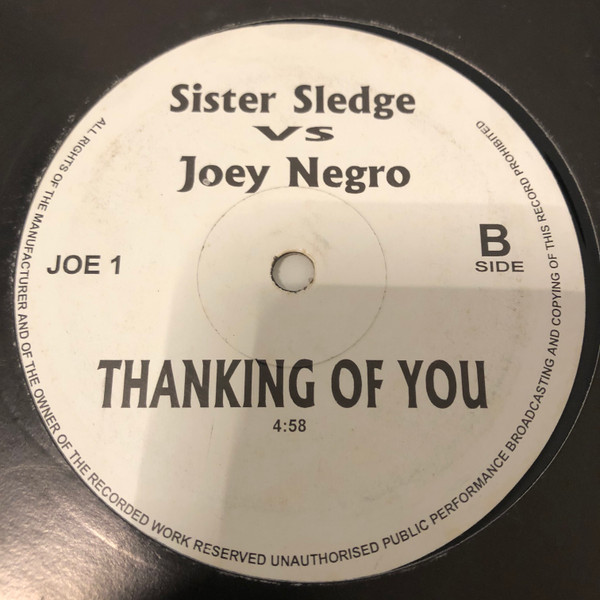 Sister Sledge
VS
Joey Negro
JOE 1
B
SIDE
THANKING OF YOU
4:58
ALL RIGHTS OF THE MANUFACTURER AND OF THE OWNER OF THE RECORDED WORK RESERVED UNAUTHORISED PUBLIC PERFORMANCE BROADCASTING AND COPYING OF THIS RECORD PROHIBITED